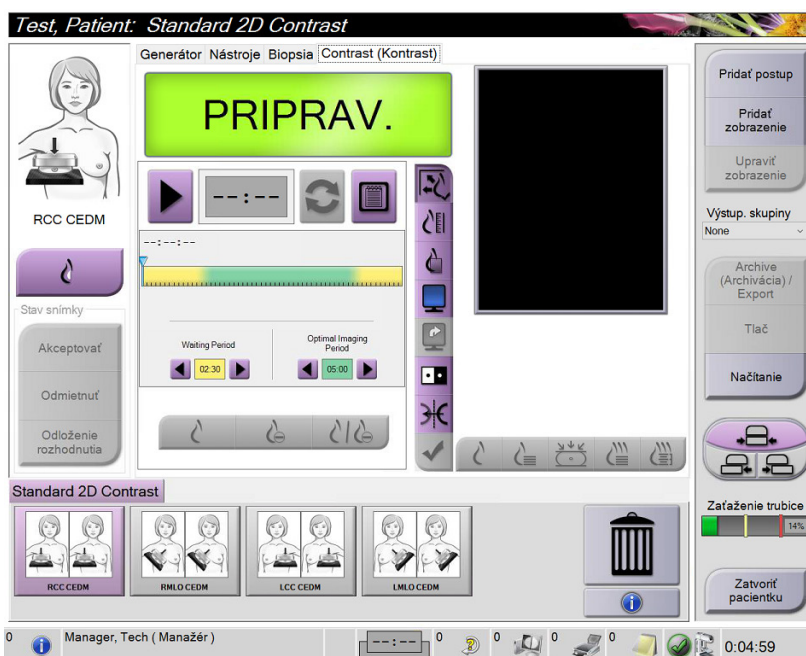 Test, Patient: Standard 2D Contrast
Generátor Nástroje Biopsia Contrast (Kontrast)
PRIPRAV.
RCC CEDM
Stav snímky
Akceptovať
Odmietnuť
Odloženie
rozhodnutia
--:--
--:--:--
Waiting Period
02:30
Optimal Imaging
Period
05:00
Pridať postup
Pridať
zobrazenie
Upraviť
zobrazenie
Výstup. skupiny
None
Archive
(Archivácia) /
Export
Tlač
Načítanie
Zaťaženie trubice
14%
Zatvoriť
pacientku
Standard 2D Contrast
RCC CEDM
RMLO CEDM
LCC CEDM
LMLO CEDM
0 Manager, Tech ( Manažér ) --:-- 0 0 0 0 0:04:59